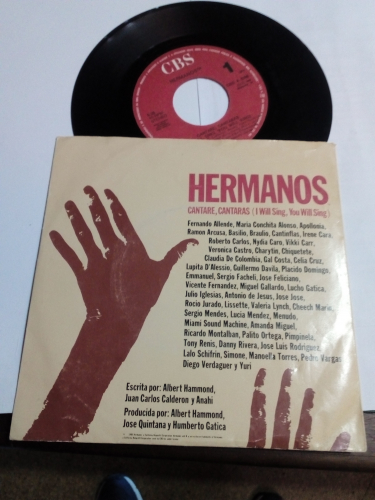 CBS
1
HERMANOS
CANTARE, CANTARAS (I Will Sing, You Will Sing)
Fernando Allende, Maria Conchita Alonso, Apollonia,
Ramon Arcusa, Basilio, Braulio, Cantinflas, Irene Cara,
Roberto Carlos, Nydia Caro, Vikki Carr,
Veronica Castro, Charytin, Chiquetete,
Claudia De Colombia, Gal Costa, Celia Cruz,
Lupita D'Alessio, Guillermo Davila, Placido Domingo,
Emmanuel, Sergio Facheli, Jose Feliciano,
Vicente Fernandez, Miguel Gallardo, Lucho Gatica,
Julio Iglesias, Antonio de Jesus, Jose Jose,
Rocio Jurado, Lissette, Valeria Lynch, Cheech Marin,
Sergio Mendes, Lucia Mendez, Menudo,
Miami Sound Machine, Amanda Miguel,
Ricardo Montalban, Palito Ortega, Pimpinela,
Tony Renis, Danny Rivera, Jose Luis Rodriguez,
Lalo Schifrin, Simone, Manoella Torres, Pedro Vargas,
Diego Verdaguer y Yuri
Escrita por: Albert Hammond,
Juan Carlos Calderon y Anahi
Producida por: Albert Hammond,
Jose Quintana y Humberto Gatica